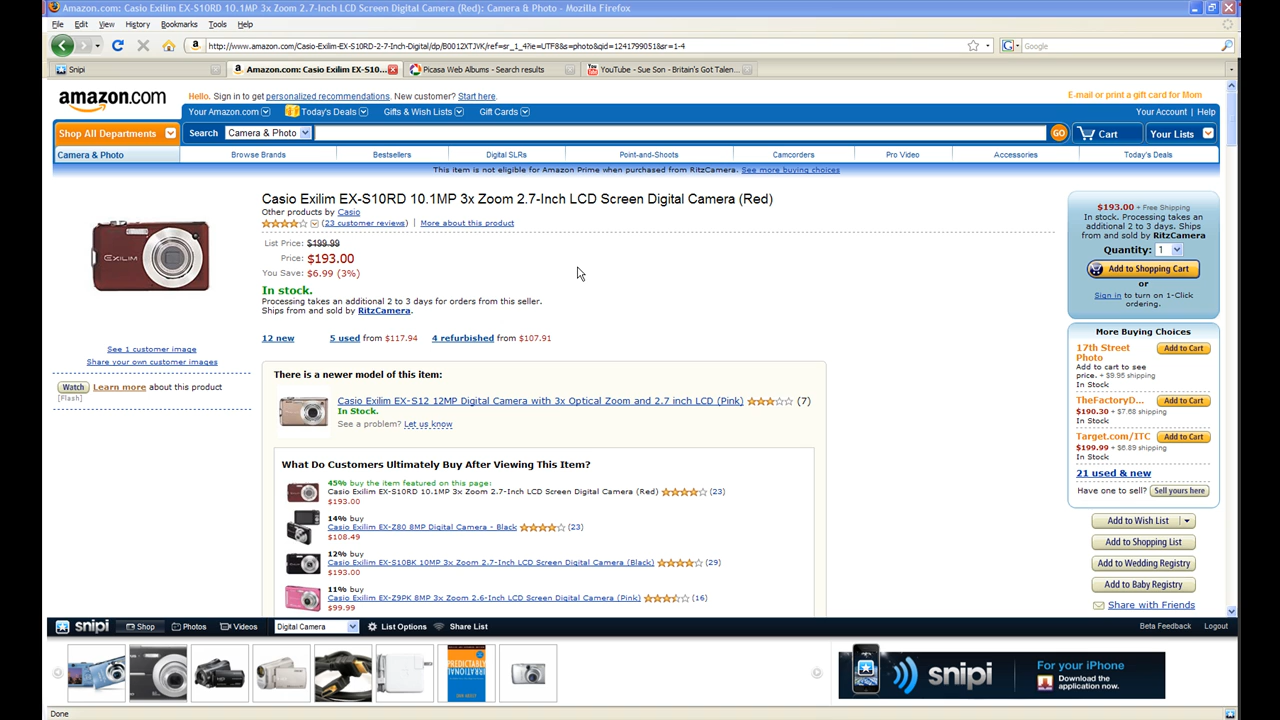 Amazon.com: Casio Exilim EX-S10RD 10.1MP 3x Zoom 2.7-Inch LCD Screen Digital Camera (Red): Camera & Photo - Mozilla Firefox
File Edit View History Bookmarks Tools Help
http://www.amazon.com/Casio-Exilim-EX-S10RD-2-7-Inch-Digital/dp/B0012XTJVK/ref=sr_1_4?ie=UTF8&s=photo&qid=1241799051&sr=1-4
Google
Snipi
Amazon.com: Casio Exilim EX-S10...
Picasa Web Albums - Search results
YouTube - Sue Son - Britain's Got Talen...
amazon.com
Hello. Sign in to get personalized recommendations. New customer? Start here.
E-mail or print a gift card for Mom
Your Amazon.com Today's Deals Gifts & Wish Lists Gift Cards
Your Account | Help
Shop All Departments
Search Camera & Photo GO Cart Your Lists
Camera & Photo Browse Brands Bestsellers Digital SLRs Point-and-Shoots Camcorders Pro Video Accessories Today's Deals
This item is not eligible for Amazon Prime when purchased from RitzCamera. See more buying choices
Casio Exilim EX-S10RD 10.1MP 3x Zoom 2.7-Inch LCD Screen Digital Camera (Red)
Other products by Casio
(23 customer reviews) | More about this product
List Price: $199.99
Price: $193.00
You Save: $6.99 (3%)
In stock.
Processing takes an additional 2 to 3 days for orders from this seller.
Ships from and sold by RitzCamera.
12 new 5 used from $117.94 4 refurbished from $107.91
EXILIM
See 1 customer image
Share your own customer images
Watch Learn more about this product
[Flash]
There is a newer model of this item:
Casio Exilim EX-S12 12MP Digital Camera with 3x Optical Zoom and 2.7 inch LCD (Pink) (7)
In Stock.
See a problem? Let us know
What Do Customers Ultimately Buy After Viewing This Item?
45% buy the item featured on this page:
Casio Exilim EX-S10RD 10.1MP 3x Zoom 2.7-Inch LCD Screen Digital Camera (Red) (23)
$193.00
14% buy
Casio Exilim EX-Z80 8MP Digital Camera - Black (23)
$108.49
12% buy
Casio Exilim EX-S10BK 10MP 3x Zoom 2.7-Inch LCD Screen Digital Camera (Black) (29)
$193.00
11% buy
Casio Exilim EX-Z9PK 8MP 3x Zoom 2.6-Inch LCD Screen Digital Camera (Pink) (16)
$99.99
$193.00 + Free Shipping
In stock. Processing takes an
additional 2 to 3 days. Ships
from and sold by RitzCamera
Quantity: 1
Add to Shopping Cart
or
Sign in to turn on 1-Click
ordering.
More Buying Choices
17th Street
Photo
Add to Cart
Add to cart to see
price. + $9.95 shipping
In Stock
TheFactoryD...
Add to Cart
$190.30 + $7.68 shipping
In Stock
Target.com/ITC
Add to Cart
$199.99 + $6.89 shipping
In Stock
21 used & new
Have one to sell? Sell yours here
Add to Wish List
Add to Shopping List
Add to Wedding Registry
Add to Baby Registry
Share with Friends
snipi Shop Photos Videos Digital Camera List Options Share List Beta Feedback Logout
PREDICTABLY
IRRATIONAL
snipi
For your iPhone
Download the
application now.
Done